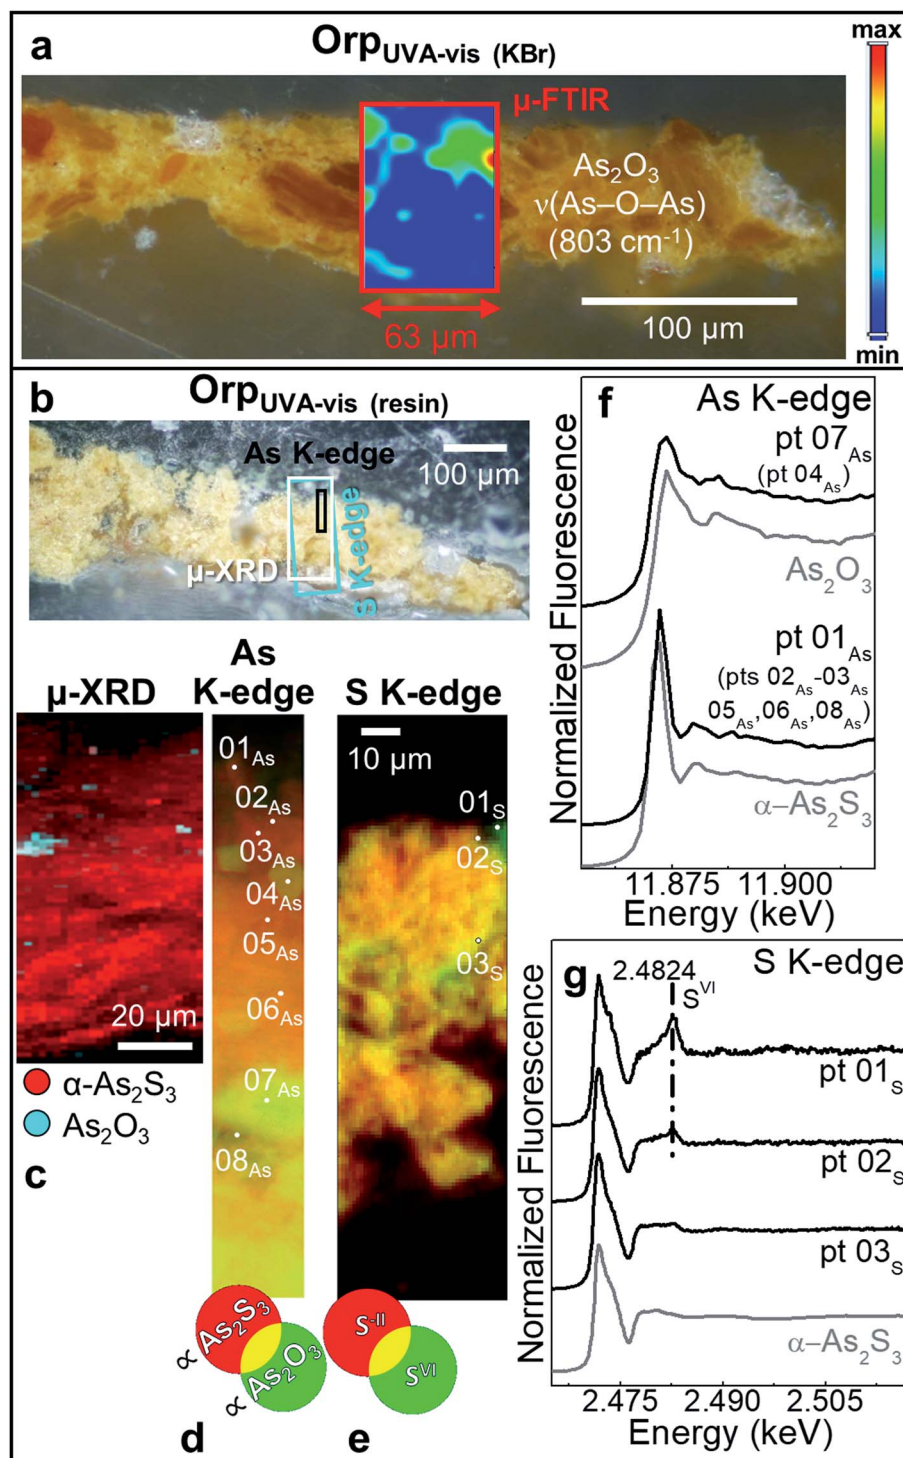 a
Orp UVA-vis (KBr)
max
μ-FTIR
As₂O₃
ν(As–O–As)
(803 cm⁻¹)
63 μm
100 μm
min
b
Orp UVA-vis (resin)
As K-edge
100 μm
S K-edge
μ-XRD
μ-XRD
As
K-edge
S K-edge
01As
02As
03As
04As
05As
06As
07As
08As
10 μm
01S
02S
03S
20 μm
α-As₂S₃
As₂O₃
c
∝ As₂S₃
∝ As₂O₃
d
S⁻ᴵᴵ
Sⱽᴵ
e
f
As K-edge
pt 07As
(pt 04As)
As₂O₃
pt 01As
(pts 02As-03As
05As,06As,08As)
α–As₂S₃
Normalized Fluorescence
11.875 11.900
Energy (keV)
g
S K-edge
2.4824
Sⱽᴵ
pt 01S
pt 02S
pt 03S
α–As₂S₃
Normalized Fluorescence
2.475 2.490 2.505
Energy (keV)